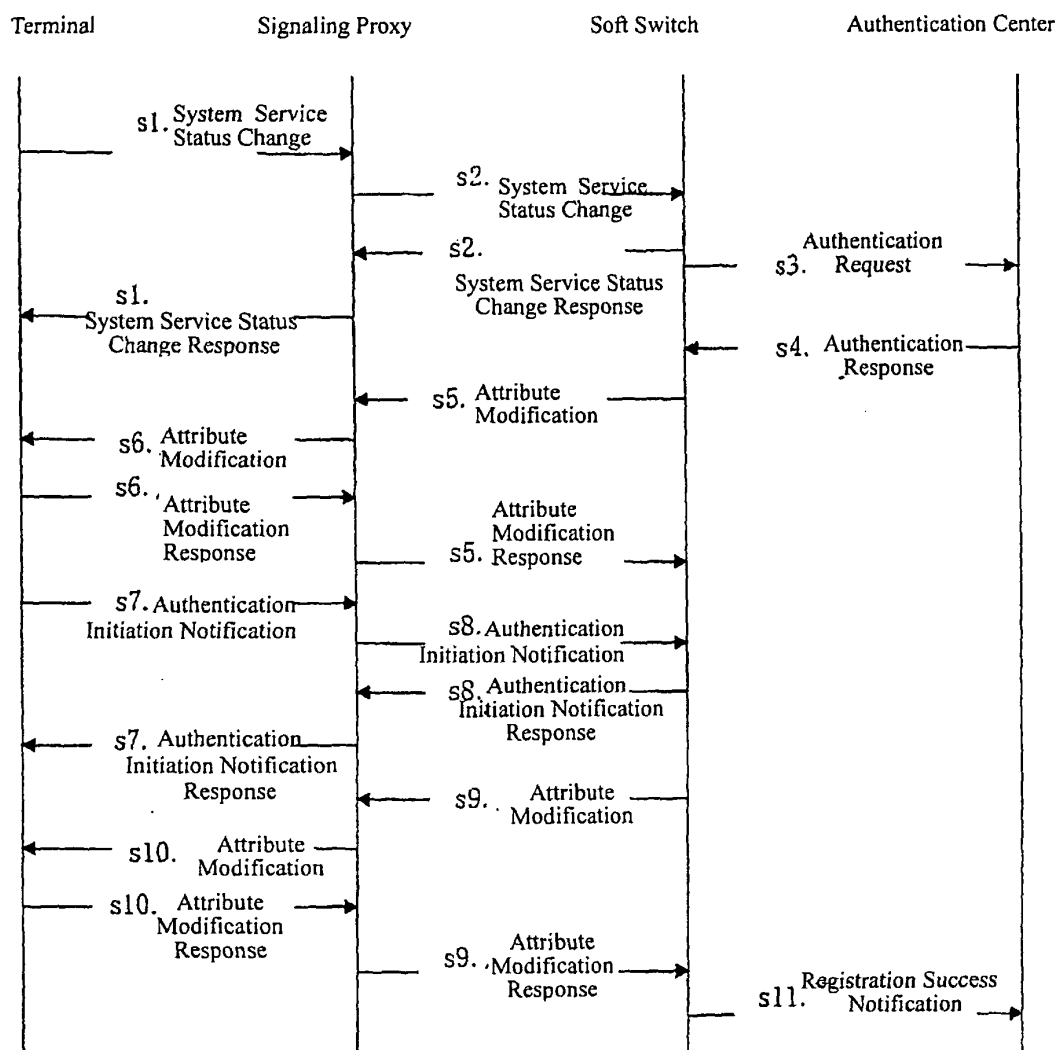 Terminal Signaling Proxy Soft Switch Authentication Center
s1. System Service
Status Change
s2. System Service
Status Change
s2.
System Service Status
Change Response
s3. Authentication
Request
s1.
System Service Status
Change Response
s4. Authentication
Response
s5. Attribute
Modification
s6. Attribute
Modification
s6. Attribute
Modification
Response
s5. Attribute
Modification
Response
s7. Authentication
Initiation Notification
s8. Authentication
Initiation Notification
s8. Authentication
Initiation Notification
Response
s7. Authentication
Initiation Notification
Response
s9. Attribute
Modification
s10. Attribute
Modification
s10. Attribute
Modification
Response
s9. Attribute
Modification
Response
s11. Registration Success
Notification